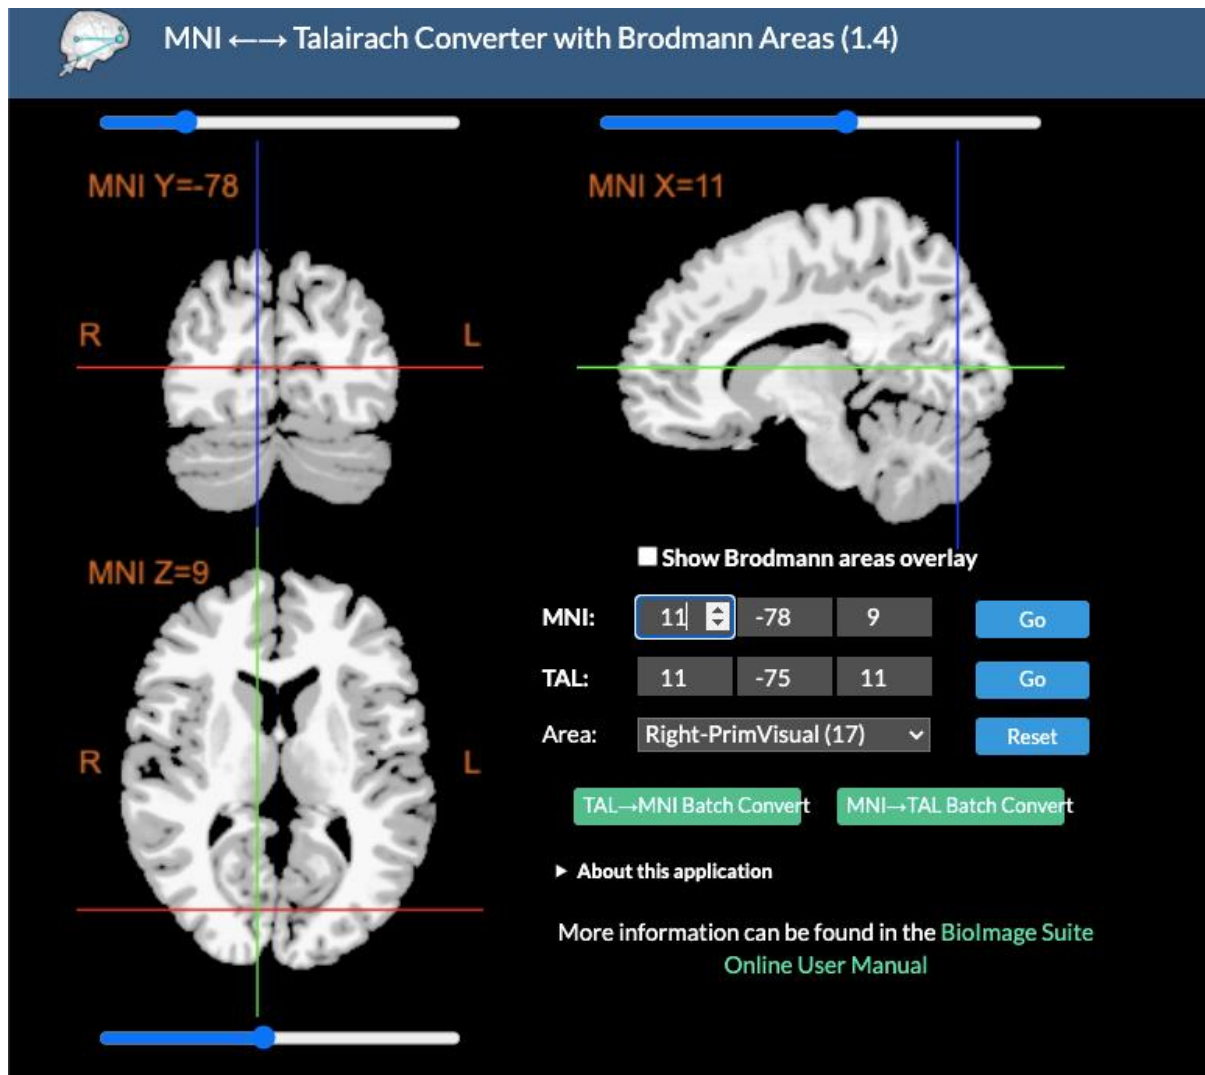 MNI ←→ Talairach Converter with Brodmann Areas (1.4)
MNI Y=-78
R
L
MNI X=11
MNI Z=9
R
L
Show Brodmann areas overlay
MNI: 11 -78 9 Go
TAL: 11 -75 11 Go
Area: Right-PrimVisual (17) Reset
TAL→MNI Batch Convert MNI→TAL Batch Convert
► About this application
More information can be found in the BioImage Suite
Online User Manual